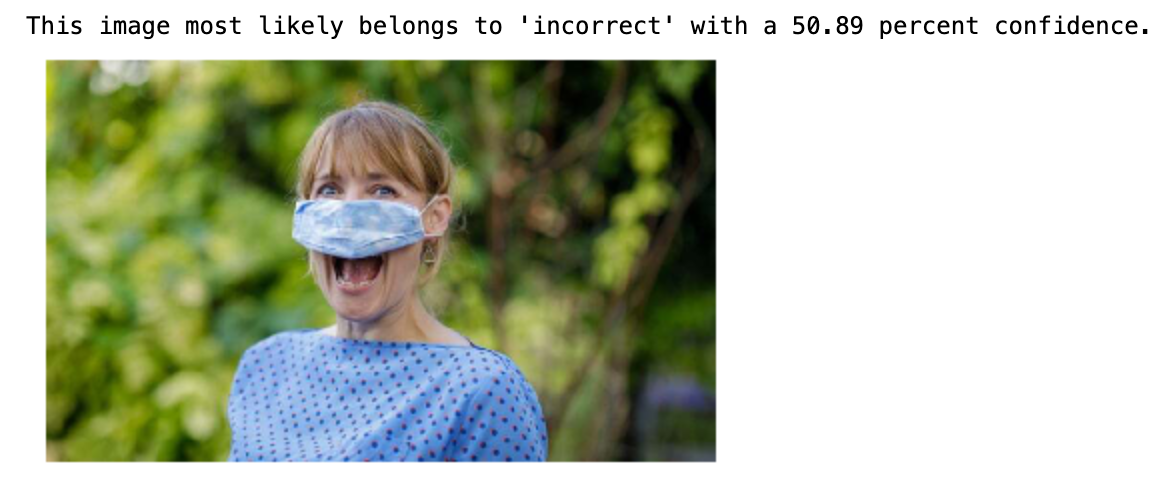 This image most likely belongs to 'incorrect' with a 50.89 percent confidence.